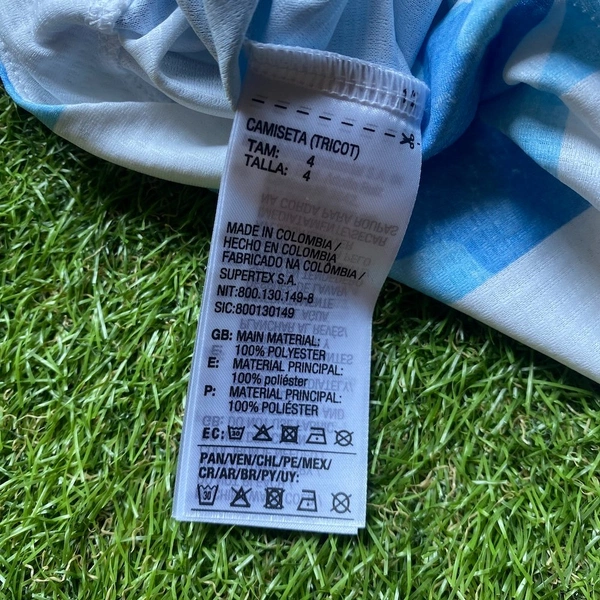 CAMISETA (TRICOT)
TAM: 4
TALLA: 4
MADE IN COLOMBIA /
HECHO EN COLOMBIA /
FABRICADO NA COLÔMBIA /
SUPERTEX S.A.
NIT:800.130.149-8
SIC:800130149
GB: MAIN MATERIAL:
100% POLYESTER
E: MATERIAL PRINCIPAL:
100% poliéster
P: MATERIAL PRINCIPAL:
100% POLIÉSTER
EC: 30
PAN/VEN/CHL/PE/MEX/
CR/AR/BR/PY/UY:
30